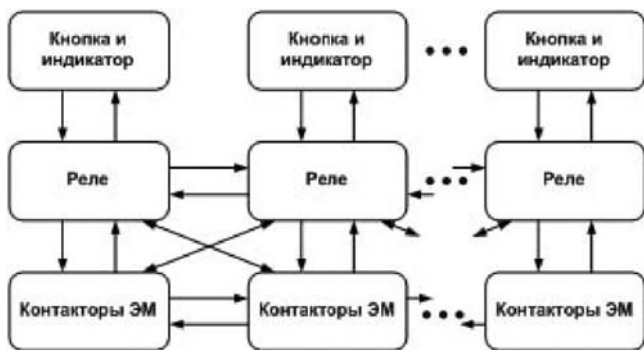 Кнопка и
индикатор
Кнопка и
индикатор
Кнопка и
индикатор
Реле
Реле
Реле
Контакторы ЭМ
Контакторы ЭМ
Контакторы ЭМ